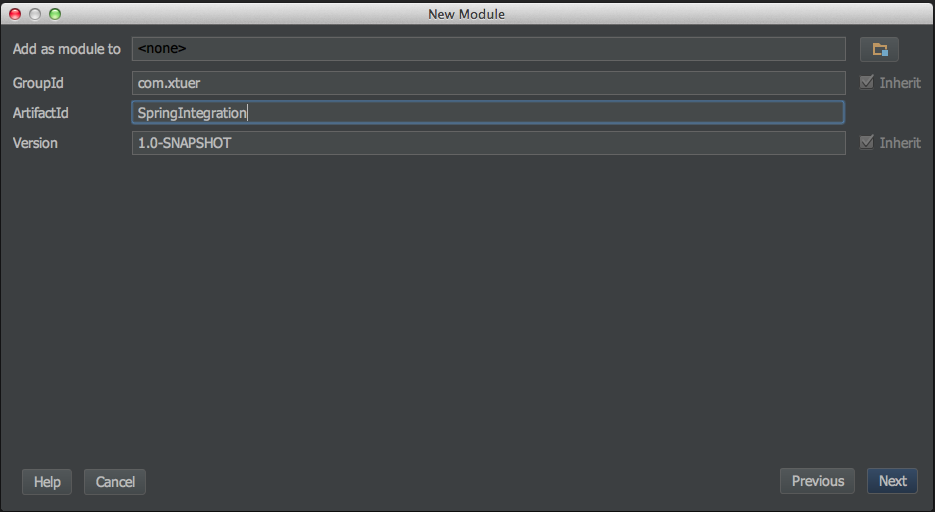 New Module
Add as module to <none>
GroupId com.xtuer Inherit
ArtifactId SpringIntegration
Version 1.0-SNAPSHOT Inherit
Help Cancel Previous Next